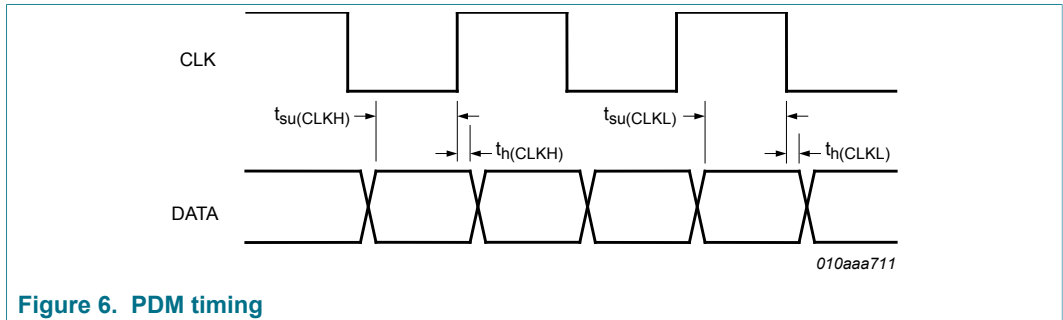 CLK
tsu(CLKH)
tsu(CLKL)
th(CLKH)
th(CLKL)
DATA
010aaa711
Figure 6. PDM timing